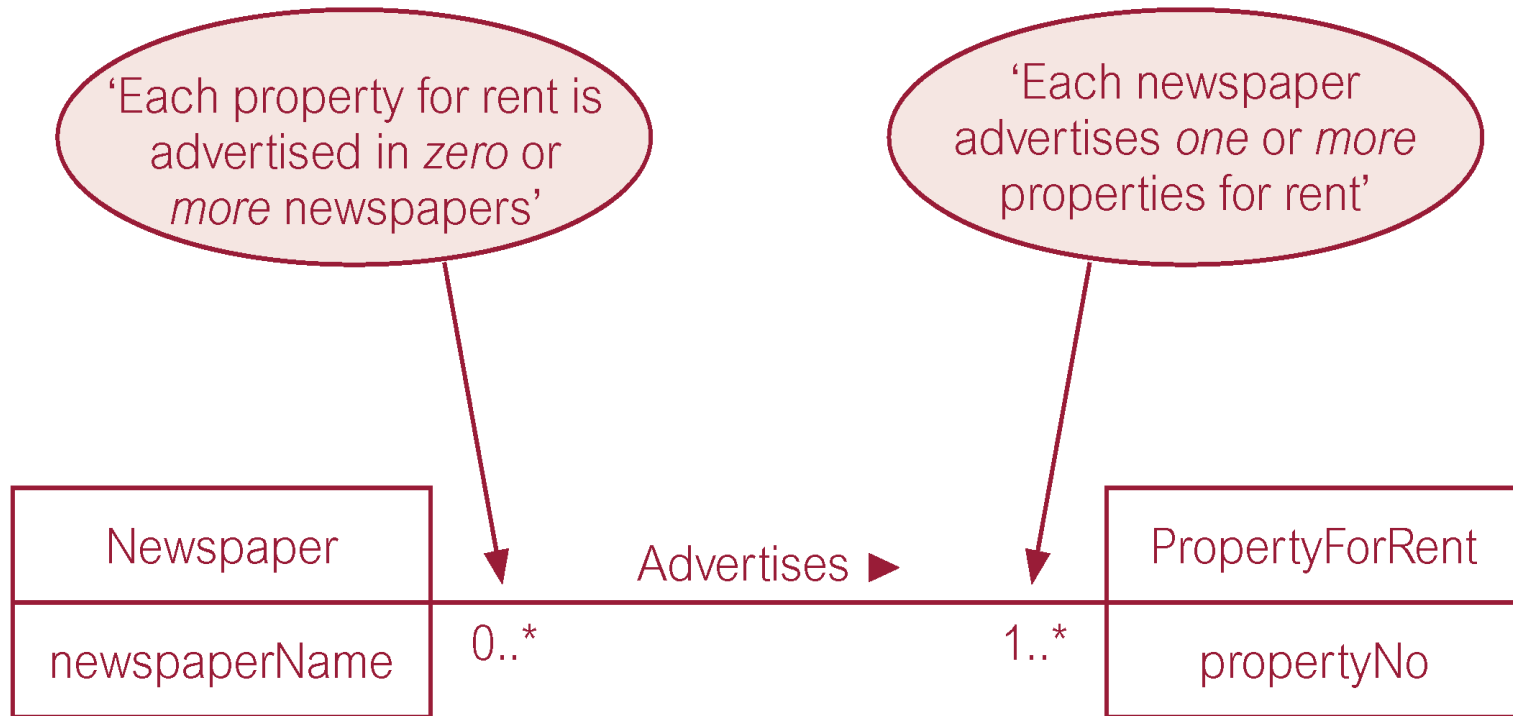 ‘Each property for rent is
advertised in zero or
more newspapers’
‘Each newspaper
advertises one or more
properties for rent’
Newspaper
newspaperName
Advertises ►
0..*
1..*
PropertyForRent
propertyNo